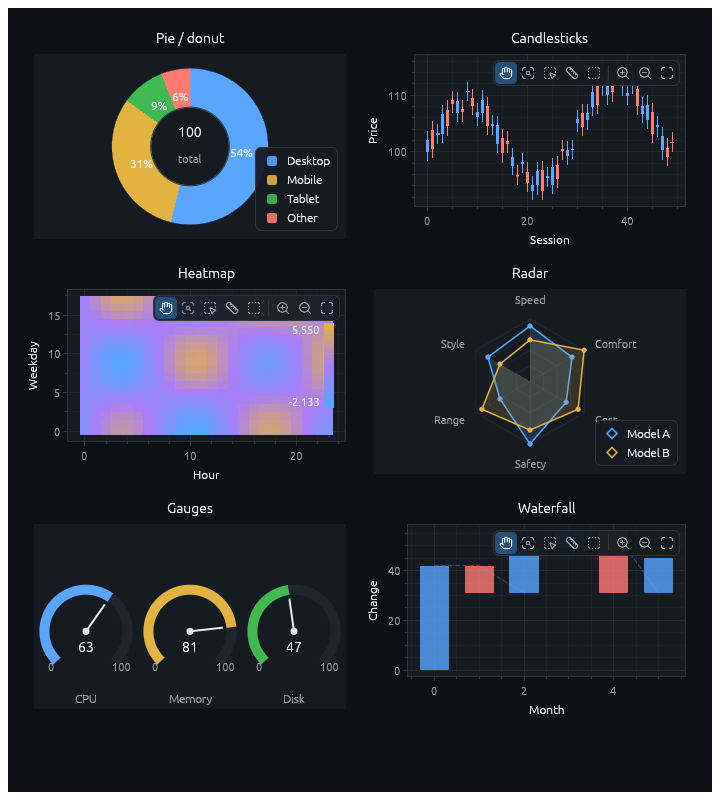 Pie / donut
6%
9%
31%
54%
100
total
Desktop
Mobile
Tablet
Other
Candlesticks
Price
110
100
0
20
40
Session
Heatmap
Weekday
15
10
5
0
5.550
-2.133
0
10
20
Hour
Radar
Speed
Style
Comfort
Range
Cost
Safety
Model A
Model B
Gauges
63
0
100
CPU
81
0
100
Memory
47
0
100
Disk
Waterfall
Change
40
20
0
0
2
4
Month